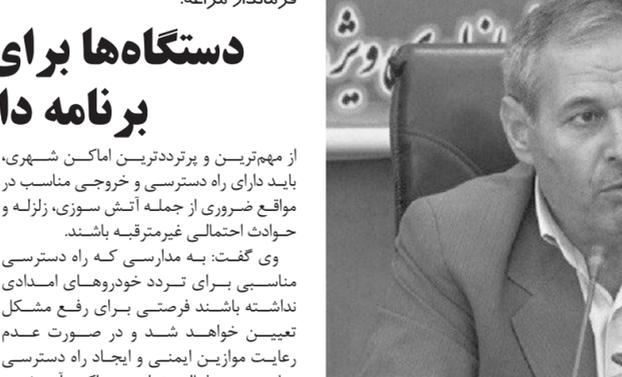 فرماندار مراغه:
دستگاه‌ها برای
برنامه دا
از مهم‌ترین و پرترددترین اماکن شهری،
باید دارای راه دسترسی و خروجی مناسب در
مواقع ضروری از جمله آتش سوزی، زلزله و
حوادث احتمالی غیرمترقبه باشند.
وی گفت: به مدارسی که راه دسترسی
مناسبی برای تردد خودروهای امدادی
نداشته باشند فرصتی برای رفع مشکل
تعیین خواهد شد و در صورت عدم
رعایت موازین ایمنی و ایجاد راه دسترسی